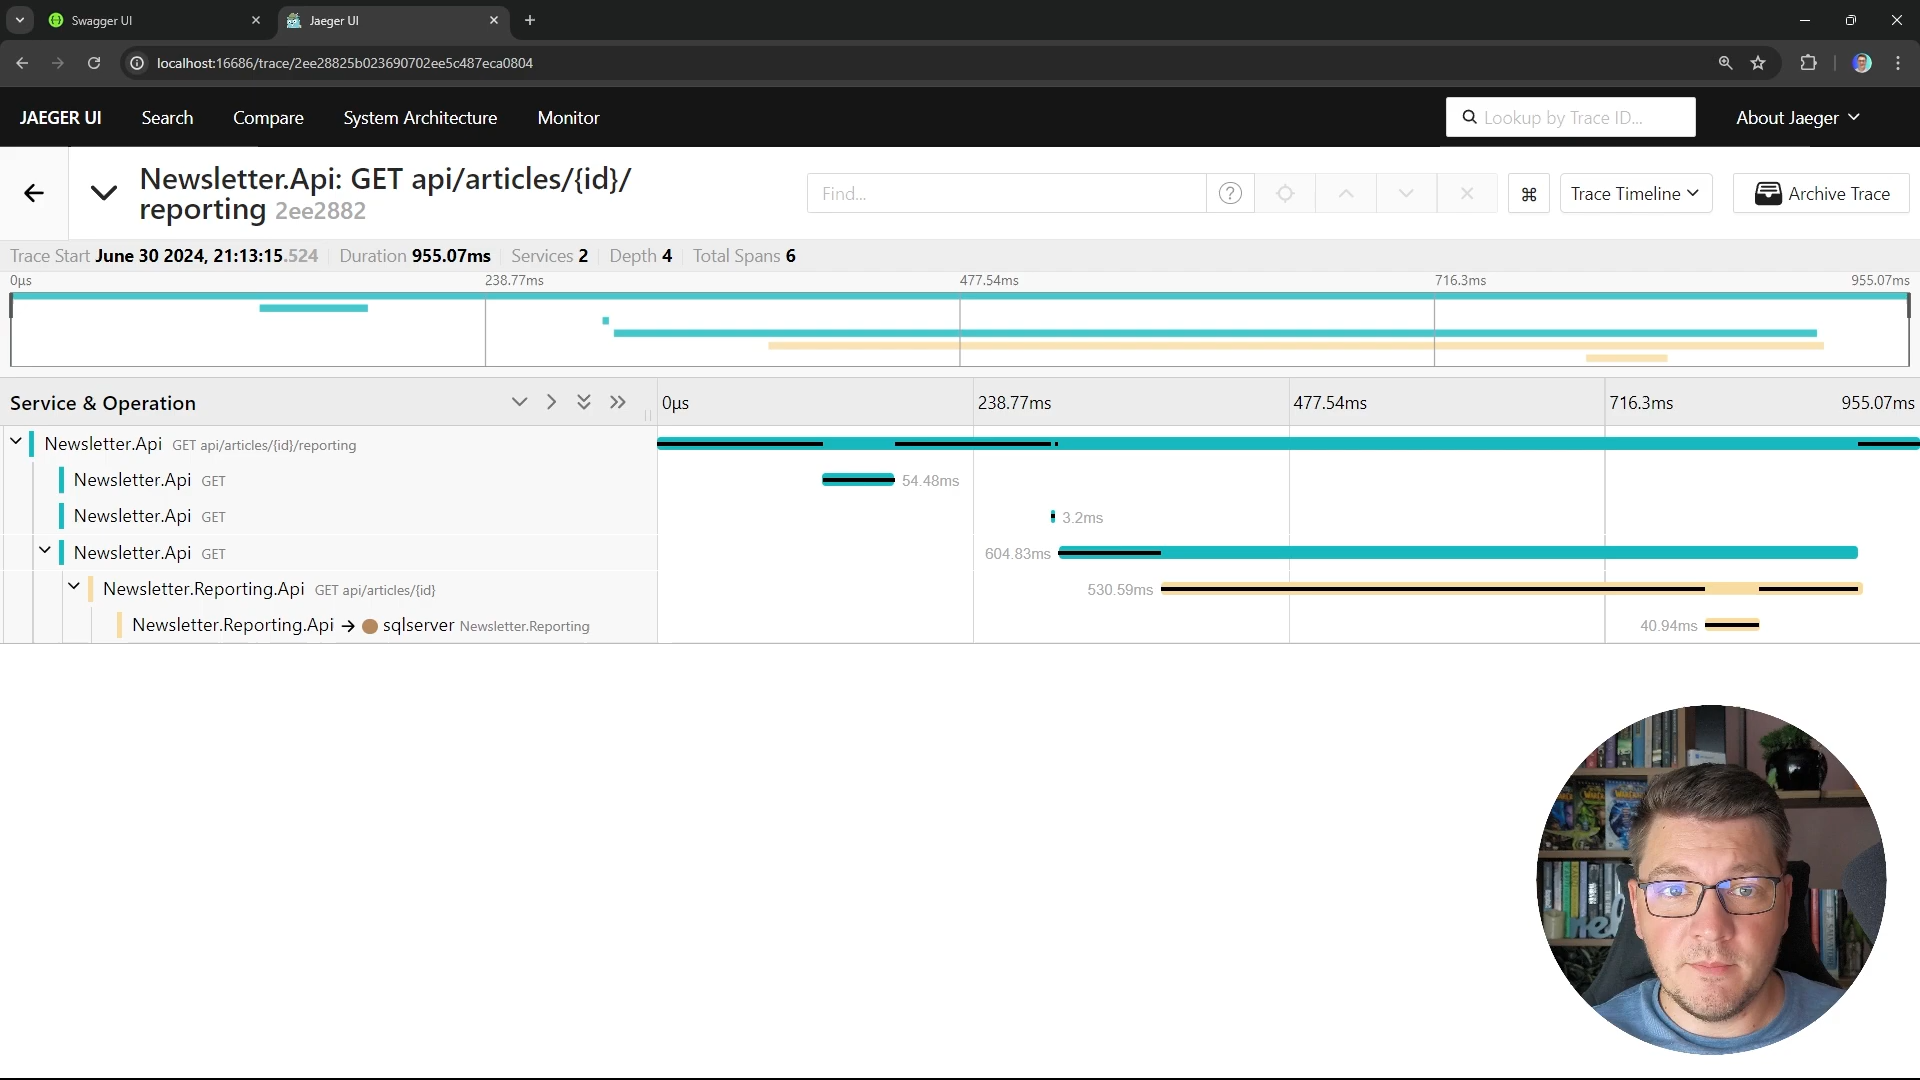 Swagger UI
Jaeger UI
localhost:16686/trace/2ee28825b023690702ee5c487eca0804
JAEGER UI
Search
Compare
System Architecture
Monitor
Lookup by Trace ID...
About Jaeger
Newsletter.Api: GET api/articles/{id}/
reporting 2ee2882
Find...
Trace Timeline
Archive Trace
Trace Start June 30 2024, 21:13:15.524
Duration 955.07ms
Services 2
Depth 4
Total Spans 6
0μs
238.77ms
477.54ms
716.3ms
955.07ms
Service & Operation
0μs
238.77ms
477.54ms
716.3ms
955.07ms
Newsletter.Api GET api/articles/{id}/reporting
Newsletter.Api GET
54.48ms
Newsletter.Api GET
3.2ms
Newsletter.Api GET
604.83ms
Newsletter.Reporting.Api GET api/articles/{id}
530.59ms
Newsletter.Reporting.Api → sqlserver Newsletter.Reporting
40.94ms